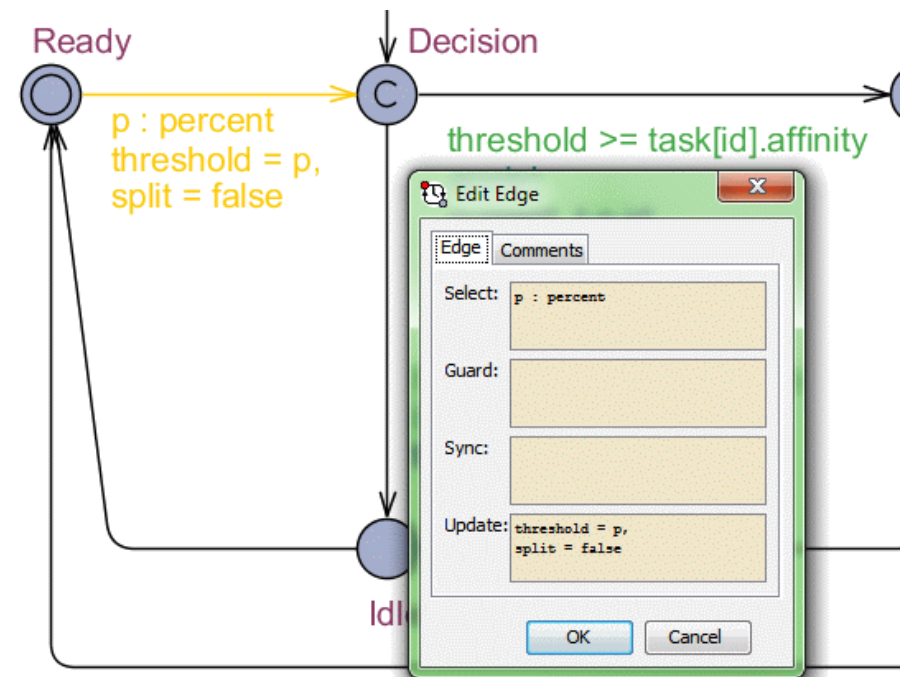 Ready
Decision
C
p : percent
threshold = p,
split = false
threshold >= task[id].affinity
Edit Edge
Edge
Comments
Select:
p : percent
Guard:
Sync:
Update:
threshold = p,
split = false
OK
Cancel